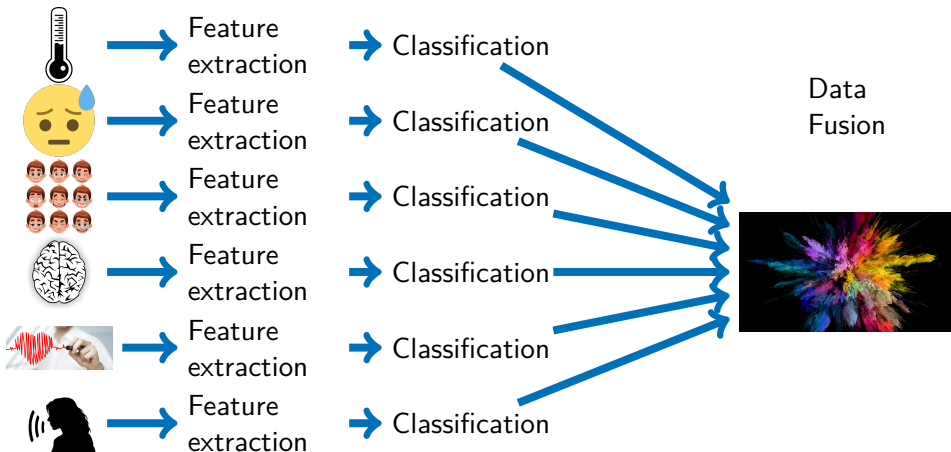 Feature
extraction
Classification
Feature
extraction
Classification
Feature
extraction
Classification
Feature
extraction
Classification
Feature
extraction
Classification
Feature
extraction
Classification
Data
Fusion